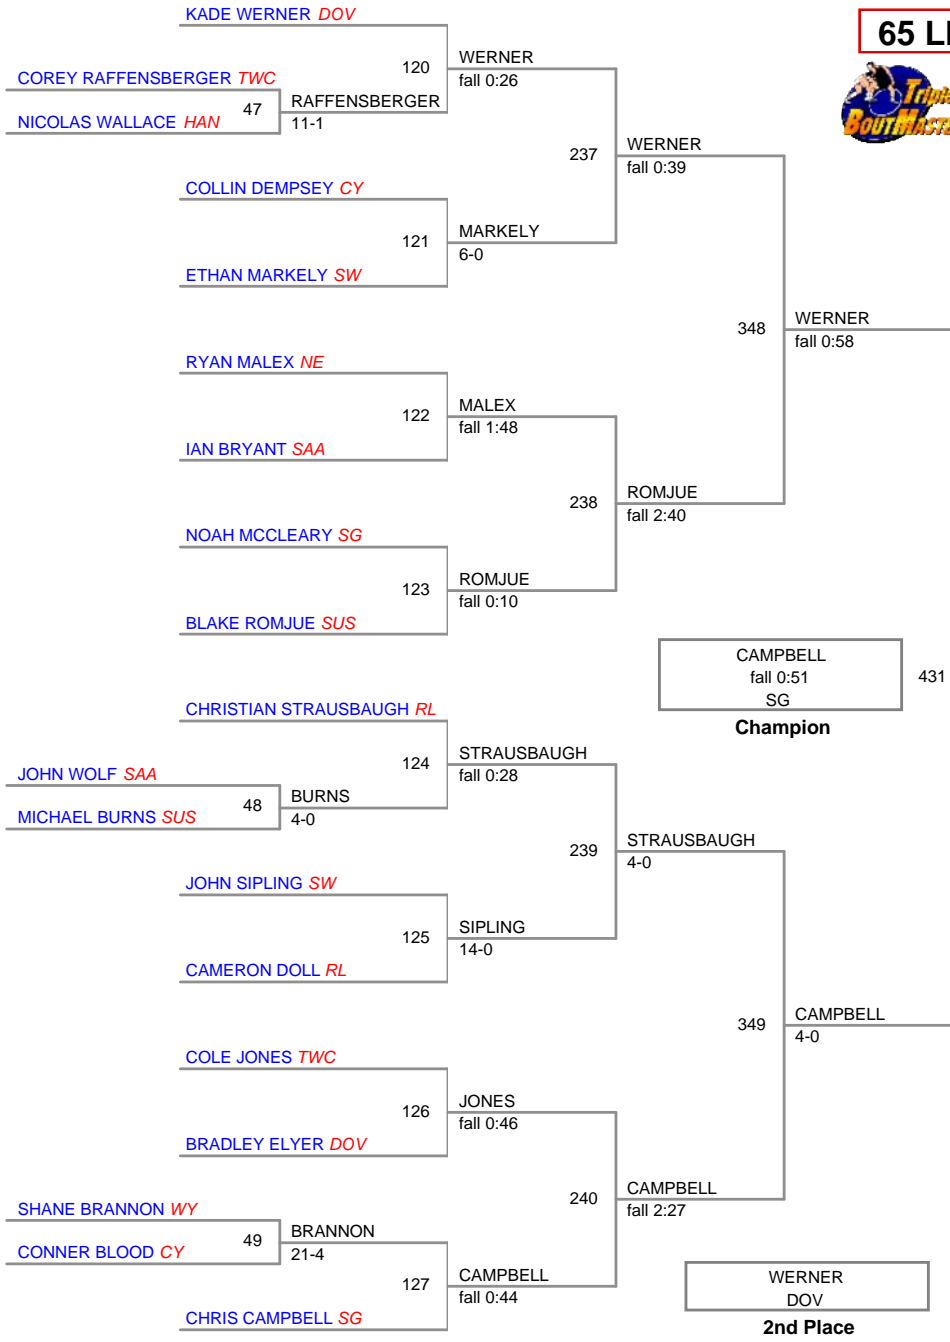 KADE WERNER DOV
65 L
120
WERNER
fall 0:26
COREY RAFFENSBERGER TWC
47
RAFFENSBERGER
11-1
NICOLAS WALLACE HAN
Triple
BOUTMASTE
237
WERNER
fall 0:39
COLLIN DEMPSEY CY
121
MARKELY
6-0
ETHAN MARKELY SW
348
WERNER
fall 0:58
RYAN MALEX NE
122
MALEX
fall 1:48
IAN BRYANT SAA
238
ROMJUE
fall 2:40
NOAH MCCLEARY SG
123
ROMJUE
fall 0:10
BLAKE ROMJUE SUS
CAMPBELL
fall 0:51
SG
431
Champion
CHRISTIAN STRAUSBAUGH RL
124
STRAUSBAUGH
fall 0:28
JOHN WOLF SAA
48
BURNS
4-0
MICHAEL BURNS SUS
239
STRAUSBAUGH
4-0
JOHN SIPLING SW
125
SIPLING
14-0
CAMERON DOLL RL
349
CAMPBELL
4-0
COLE JONES TWC
126
JONES
fall 0:46
BRADLEY ELYER DOV
240
CAMPBELL
fall 2:27
SHANE BRANNON WY
49
BRANNON
21-4
CONNER BLOOD CY
127
CAMPBELL
fall 0:44
CHRIS CAMPBELL SG
WERNER
DOV
2nd Place